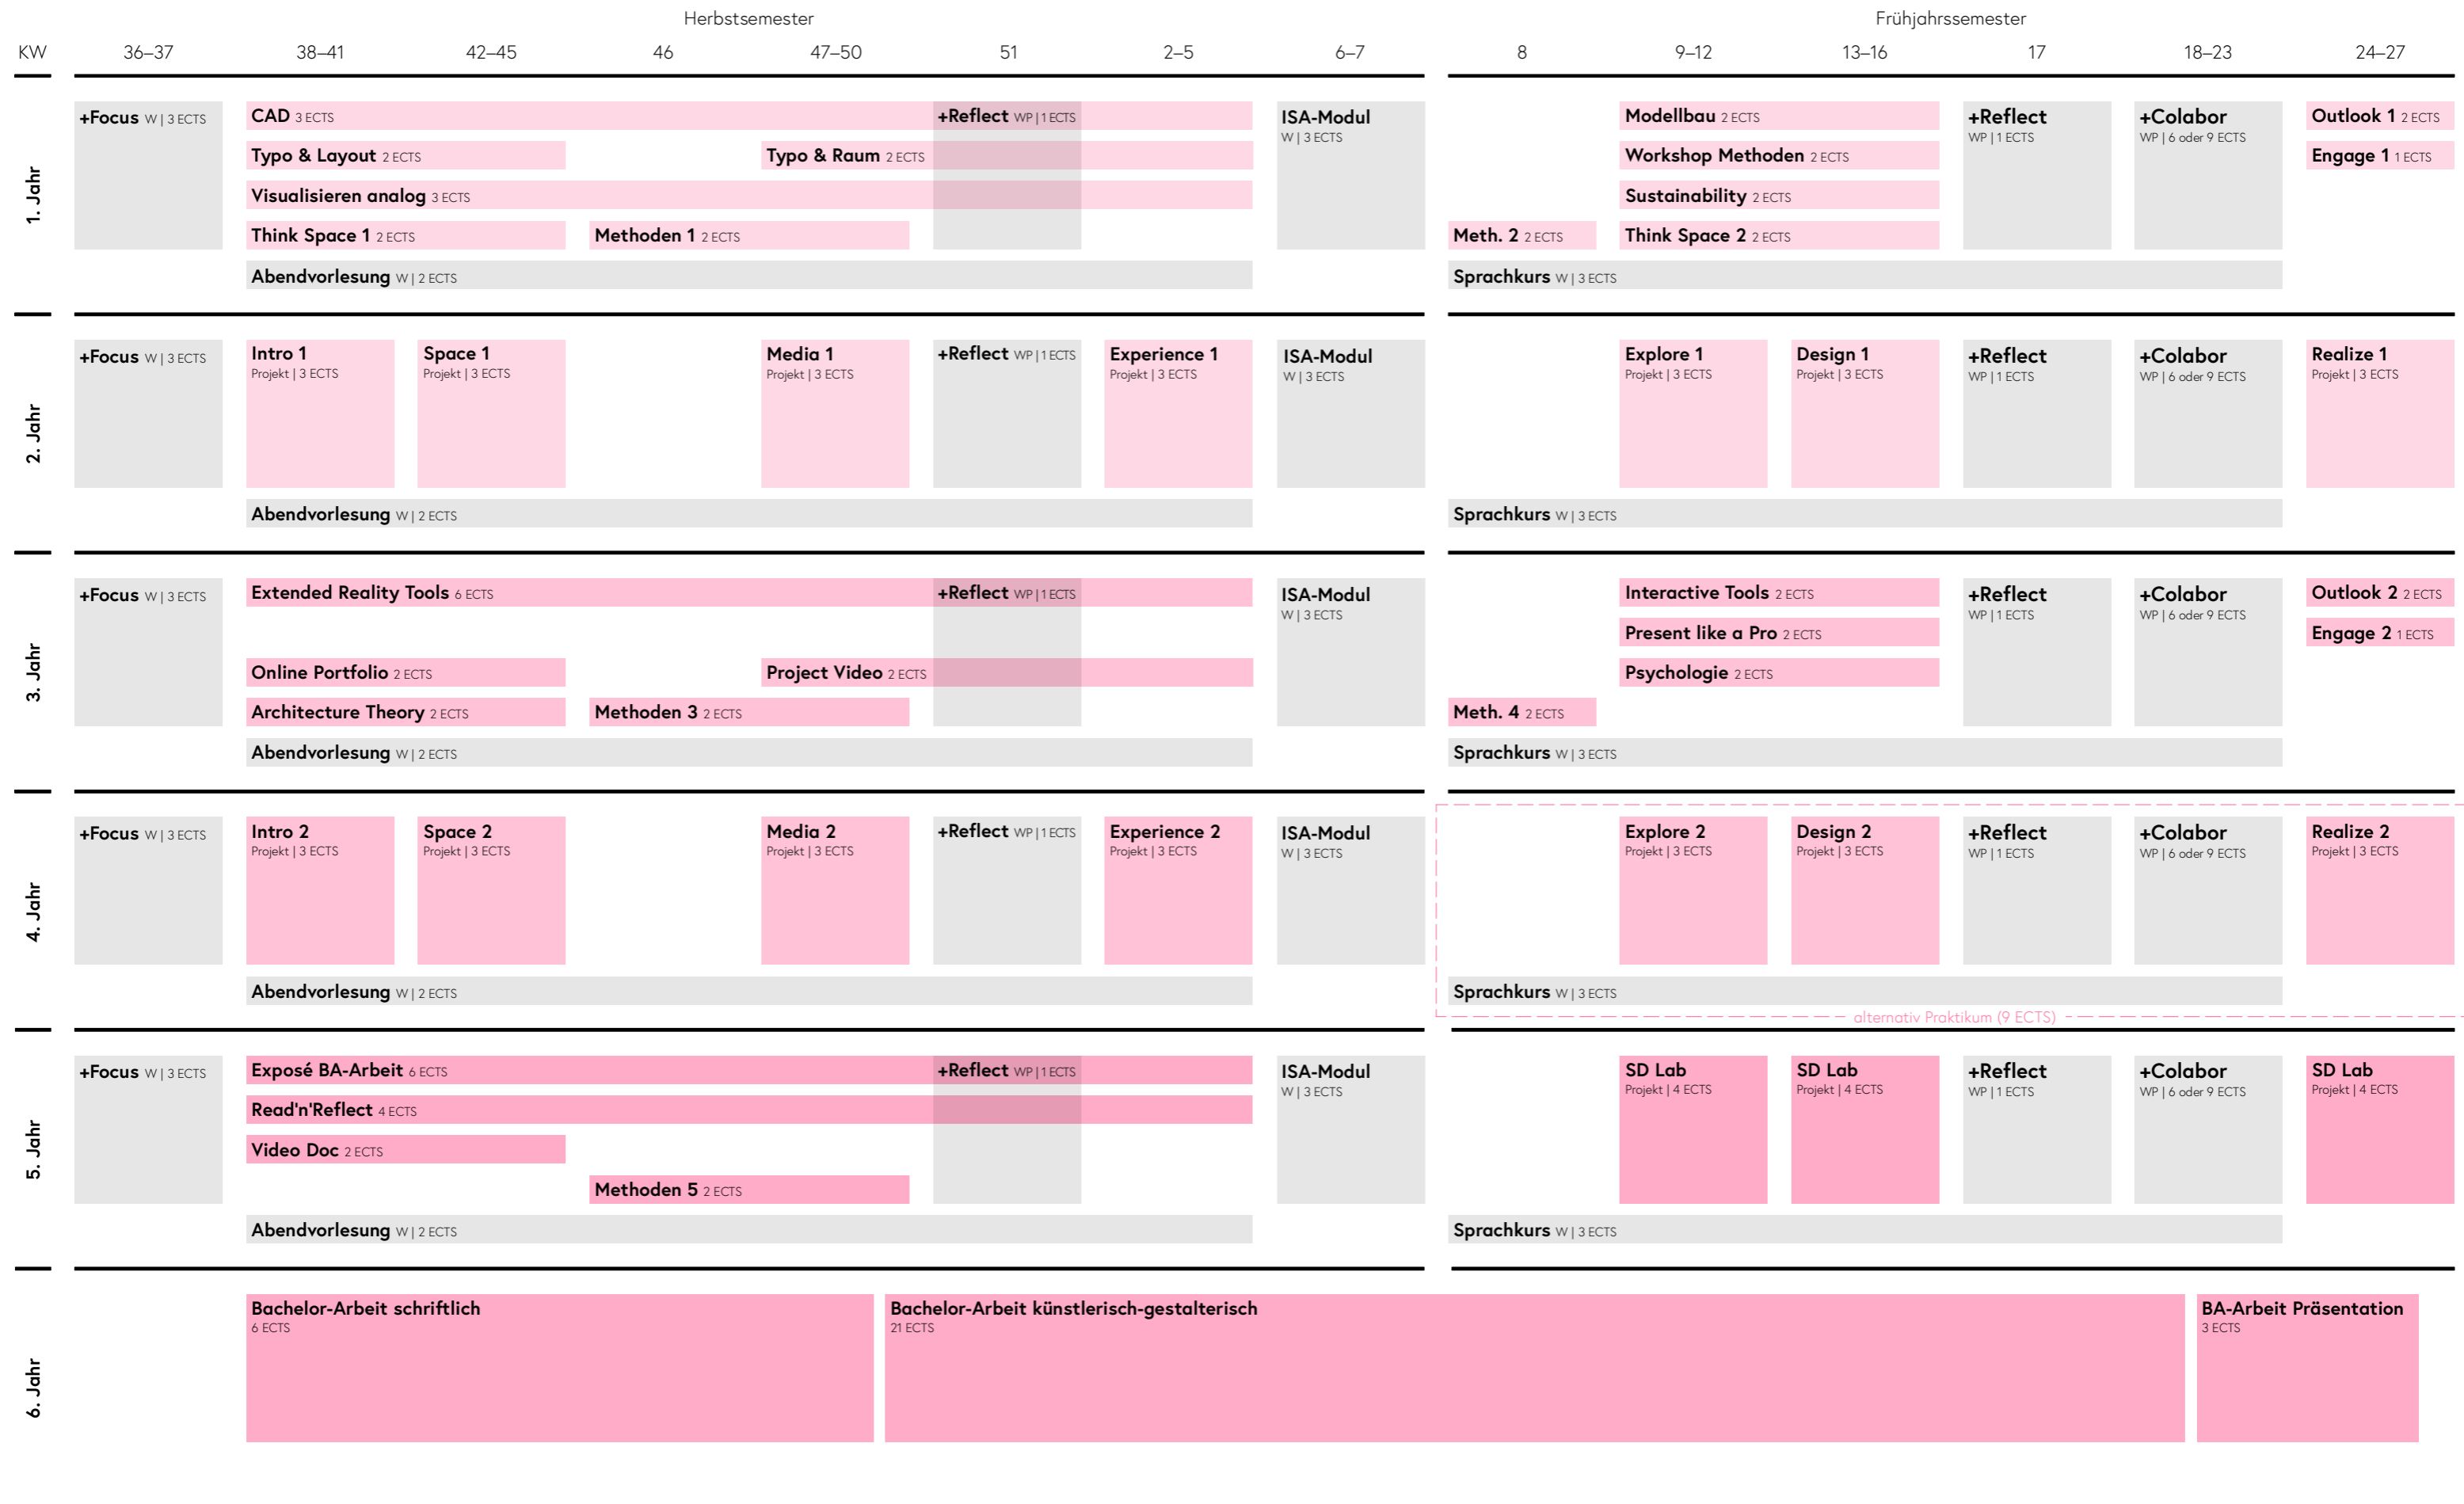 Herbstsemester Frühjahrssemester
KW 36–37 38–41 42–45 46 47–50 51 2–5 6–7 8 9–12 13–16 17 18–23 24–27
1. Jahr
+Focus W | 3 ECTS CAD 3 ECTS +Reflect WP | 1 ECTS ISA-Modul Modellbau 2 ECTS +Reflect +Colabor Outlook 1 2 ECTS
W | 3 ECTS WP | 1 ECTS WP | 6 oder 9 ECTS
Typo & Layout 2 ECTS Typo & Raum 2 ECTS Workshop Methoden 2 ECTS Engage 1 1 ECTS
Visualisieren analog 3 ECTS Sustainability 2 ECTS
Think Space 1 2 ECTS Methoden 1 2 ECTS Meth. 2 2 ECTS Think Space 2 2 ECTS
Abendvorlesung W | 2 ECTS Sprachkurs W | 3 ECTS
2. Jahr
+Focus W | 3 ECTS Intro 1 Space 1 Media 1 +Reflect WP | 1 ECTS Experience 1 ISA-Modul Explore 1 Design 1 +Reflect +Colabor Realize 1
Projekt | 3 ECTS Projekt | 3 ECTS Projekt | 3 ECTS Projekt | 3 ECTS W | 3 ECTS Projekt | 3 ECTS Projekt | 3 ECTS WP | 1 ECTS WP | 6 oder 9 ECTS Projekt | 3 ECTS
Abendvorlesung W | 2 ECTS Sprachkurs W | 3 ECTS
3. Jahr
+Focus W | 3 ECTS Extended Reality Tools 6 ECTS +Reflect WP | 1 ECTS ISA-Modul Interactive Tools 2 ECTS +Reflect +Colabor Outlook 2 2 ECTS
W | 3 ECTS WP | 1 ECTS WP | 6 oder 9 ECTS
Present like a Pro 2 ECTS Engage 2 1 ECTS
Online Portfolio 2 ECTS Project Video 2 ECTS Psychologie 2 ECTS
Architecture Theory 2 ECTS Methoden 3 2 ECTS Meth. 4 2 ECTS
Abendvorlesung W | 2 ECTS Sprachkurs W | 3 ECTS
4. Jahr
+Focus W | 3 ECTS Intro 2 Space 2 Media 2 +Reflect WP | 1 ECTS Experience 2 ISA-Modul Explore 2 Design 2 +Reflect +Colabor Realize 2
Projekt | 3 ECTS Projekt | 3 ECTS Projekt | 3 ECTS Projekt | 3 ECTS W | 3 ECTS Projekt | 3 ECTS Projekt | 3 ECTS WP | 1 ECTS WP | 6 oder 9 ECTS Projekt | 3 ECTS
Abendvorlesung W | 2 ECTS Sprachkurs W | 3 ECTS
alternativ Praktikum (9 ECTS)
5. Jahr
+Focus W | 3 ECTS Exposé BA-Arbeit 6 ECTS +Reflect WP | 1 ECTS ISA-Modul SD Lab SD Lab +Reflect +Colabor SD Lab
W | 3 ECTS Projekt | 4 ECTS Projekt | 4 ECTS WP | 1 ECTS WP | 6 oder 9 ECTS Projekt | 4 ECTS
Read'n'Reflect 4 ECTS
Video Doc 2 ECTS
Methoden 5 2 ECTS
Abendvorlesung W | 2 ECTS Sprachkurs W | 3 ECTS
6. Jahr
Bachelor-Arbeit schriftlich Bachelor-Arbeit künstlerisch-gestalterisch BA-Arbeit Präsentation
6 ECTS 21 ECTS 3 ECTS